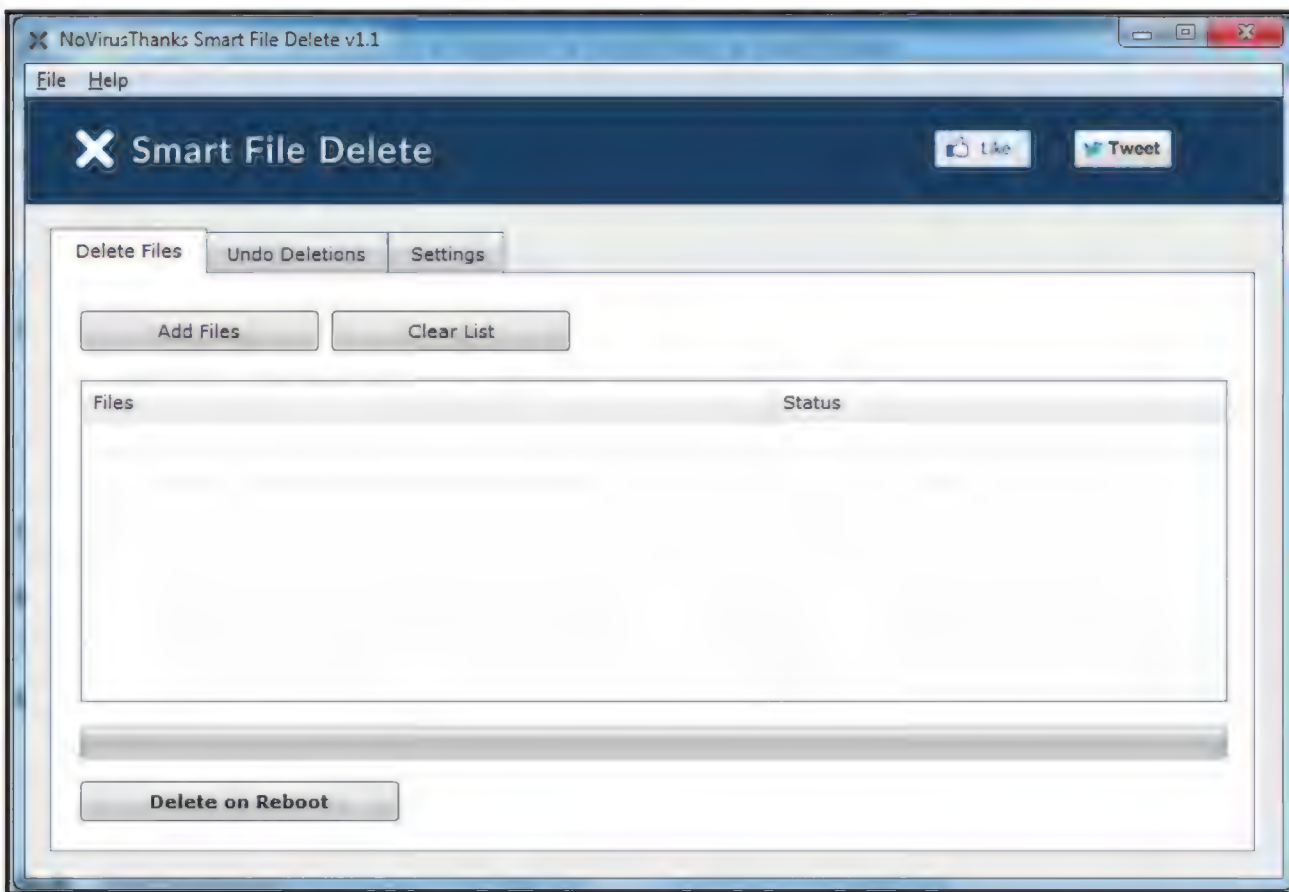 NoVirusThanks Smart File Delete v1.1
File Help
Smart File Delete
Like
Tweet
Delete Files
Undo Deletions
Settings
Add Files
Clear List
Files
Status
Delete on Reboot